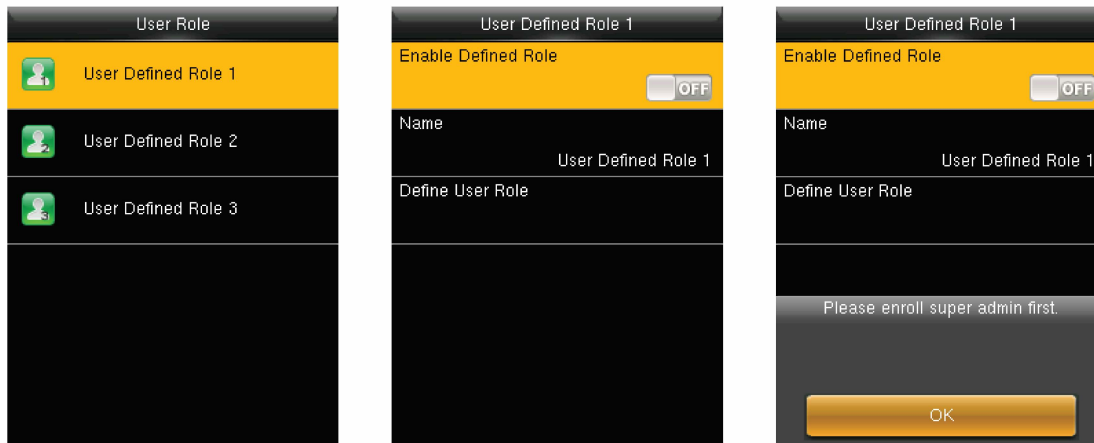 User Role
User Defined Role 1
User Defined Role 2
User Defined Role 3
User Defined Role 1
Enable Defined Role
OFF
Name
User Defined Role 1
Define User Role
User Defined Role 1
Enable Defined Role
OFF
Name
User Defined Role 1
Define User Role
Please enroll super admin first.
OK